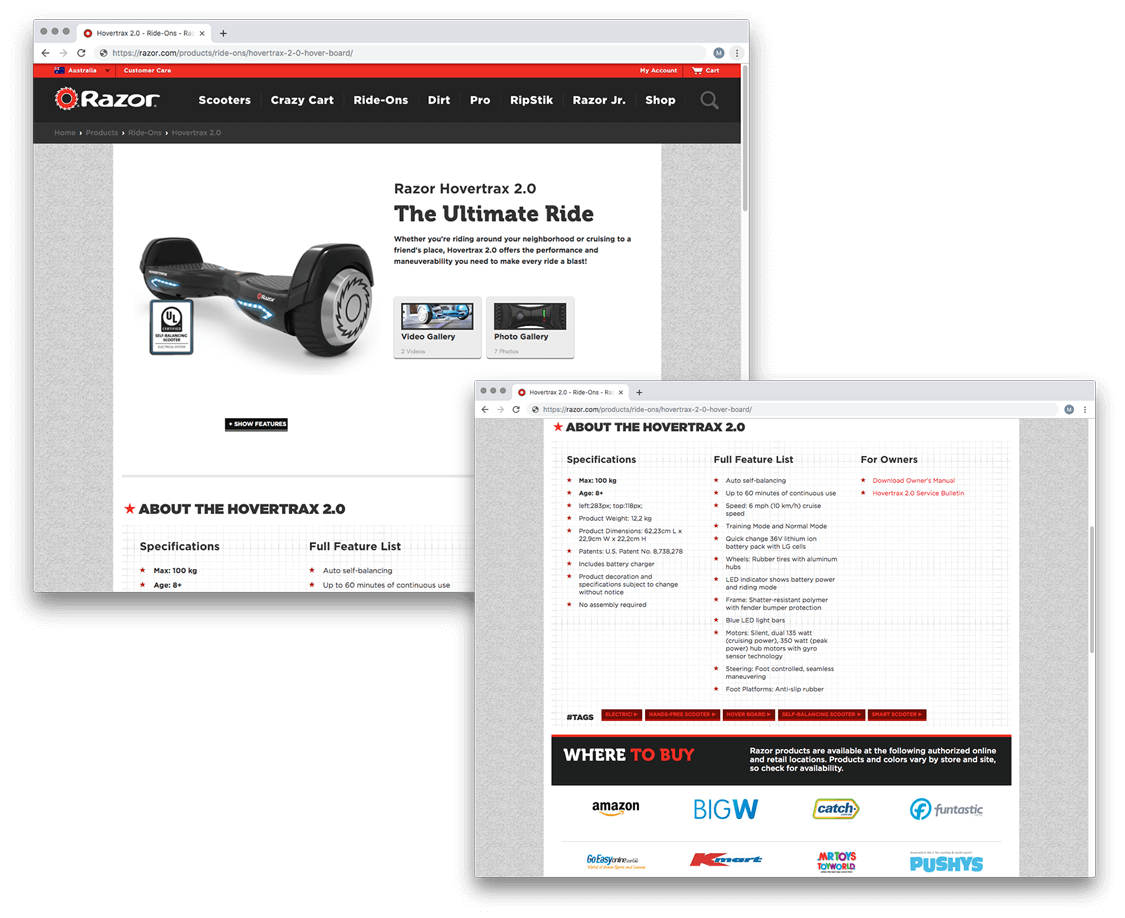 Hovertrax 2.0 - Ride-Ons - Ra
https://razor.com/products/ride-ons/hovertrax-2-0-hover-board/
M
Australia
Customer Care
My Account
Cart
Razor
Scooters
Crazy Cart
Ride-Ons
Dirt
Pro
RipStik
Razor Jr.
Shop
Home › Products › Ride-Ons › Hovertrax 2.0
Razor Hovertrax 2.0
The Ultimate Ride
Whether you're riding around your neighborhood or cruising to a
friend's place, Hovertrax 2.0 offers the performance and
maneuverability you need to make every ride a blast!
Razor
UL
CERTIFIED
SELF-BALANCING
SCOOTER
ELECTRICAL SYSTEM
Video Gallery
2 Videos
Photo Gallery
7 Photos
+ SHOW FEATURES
ABOUT THE HOVERTRAX 2.0
Specifications
Max: 100 kg
Age: 8+
Full Feature List
Auto self-balancing
Up to 60 minutes of continuous use
Hovertrax 2.0 - Ride-Ons - Ra
https://razor.com/products/ride-ons/hovertrax-2-0-hover-board/
M
ABOUT THE HOVERTRAX 2.0
Specifications
Max: 100 kg
Age: 8+
left:283px; top:118px;
Product Weight: 12,2 kg
Product Dimensions: 62,23cm L x
22,9cm W x 22,2cm H
Patents: U.S. Patent No. 8,738,278
Includes battery charger
Product decoration and
specifications subject to change
without notice
No assembly required
Full Feature List
Auto self-balancing
Up to 60 minutes of continuous use
Speed: 6 mph (10 km/h) cruise
speed
Training Mode and Normal Mode
Quick change 36V lithium ion
battery pack with LG cells
Wheels: Rubber tires with aluminum
hubs
LED indicator shows battery power
and riding mode
Frame: Shatter-resistant polymer
with fender bumper protection
Blue LED light bars
Motors: Silent, dual 135 watt
(cruising power), 350 watt (peak
power) hub motors with gyro
sensor technology
Steering: Foot controlled, seamless
maneuvering
Foot Platforms: Anti-slip rubber
For Owners
Download Owner's Manual
Hovertrax 2.0 Service Bulletin
#TAGS
ELECTRIC!
HANDS-FREE SCOOTER
HOVER BOARD
SELF-BALANCING SCOOTER
SMART SCOOTER
WHERE TO BUY
Razor products are available at the following authorized online
and retail locations. Products and colors vary by store and site,
so check for availability.
amazon
BIGW
catch
funtastic
GoEasyonline
Kmart
MR TOYS
TOYWORLD
PUSHYS